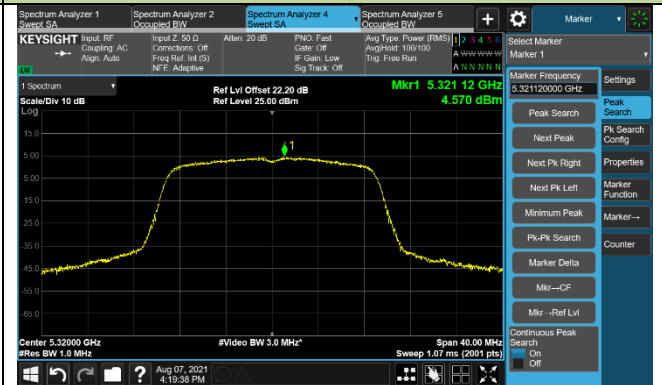 Spectrum Analyzer 1
Swept SA
Spectrum Analyzer 2
Occupied BW
Spectrum Analyzer 4
Swept SA
Spectrum Analyzer 5
Occupied BW
Marker
KEYSIGHT
Input: RF
Coupling: AC
Align: Auto
Input Z: 50 Ω
Corrections: Off
Freq Ref: Int (S)
NFE: Adaptive
Atten: 20 dB
PNO: Fast
Gate: Off
IF Gain: Low
Sig Track: Off
Avg Type: Power (RMS)
Avg|Hold: 100/100
Trig: Free Run
1 2 3 4 5 6
A W W W W W
A N N N N N
LV
Select Marker
Marker 1
1 Spectrum
Scale/Div 10 dB
Log
Ref Lvl Offset 22.20 dB
Ref Level 25.00 dBm
Mkr1 5.321 12 GHz
4.570 dBm
1
15.0
5.00
-5.00
-15.0
-25.0
-35.0
-45.0
-55.0
-65.0
Center 5.32000 GHz
#Res BW 1.0 MHz
#Video BW 3.0 MHz*
Span 40.00 MHz
Sweep 1.07 ms (2001 pts)
Marker Frequency
5.321120000 GHz
Peak Search
Next Peak
Next Pk Right
Next Pk Left
Minimum Peak
Pk-Pk Search
Marker Delta
Mkr→CF
Mkr→Ref Lvl
Continuous Peak
Search
On
Off
Settings
Peak
Search
Pk Search
Config
Properties
Marker
Function
Marker→
Counter
?
Aug 07, 2021
4:19:38 PM